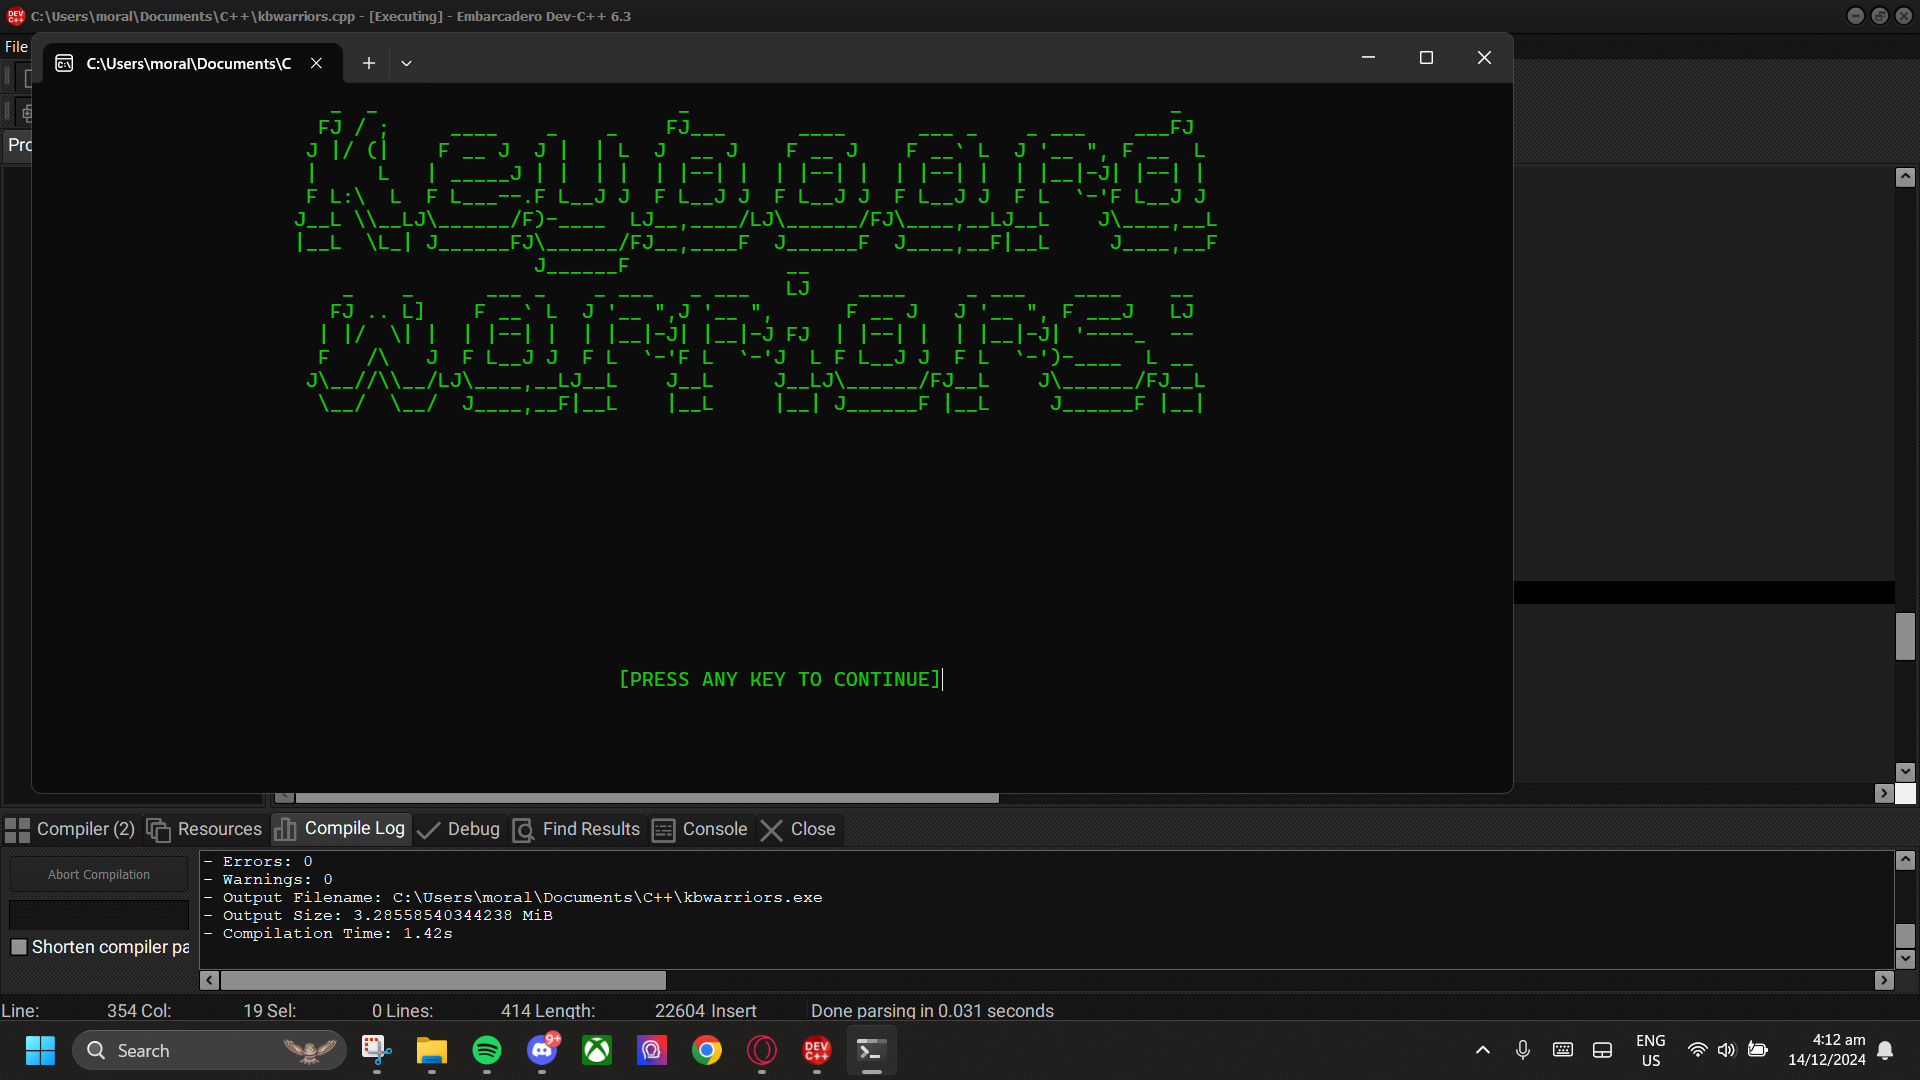 C:\Users\moral\Documents\C++\kbwarriors.cpp - [Executing] - Embarcadero Dev-C++ 6.3
File
C:\Users\moral\Documents\C
Pro
Keyboard
Warriors!
[PRESS ANY KEY TO CONTINUE]
Compiler (2) Resources Compile Log Debug Find Results Console Close
Abort Compilation
Shorten compiler pa
- Errors: 0
- Warnings: 0
- Output Filename: C:\Users\moral\Documents\C++\kbwarriors.exe
- Output Size: 3.28558540344238 MiB
- Compilation Time: 1.42s
Line: 354 Col: 19 Sel: 0 Lines: 414 Length: 22604 Insert Done parsing in 0.031 seconds
Search
9+
DEV C++
ENG
US
4:12 am
14/12/2024